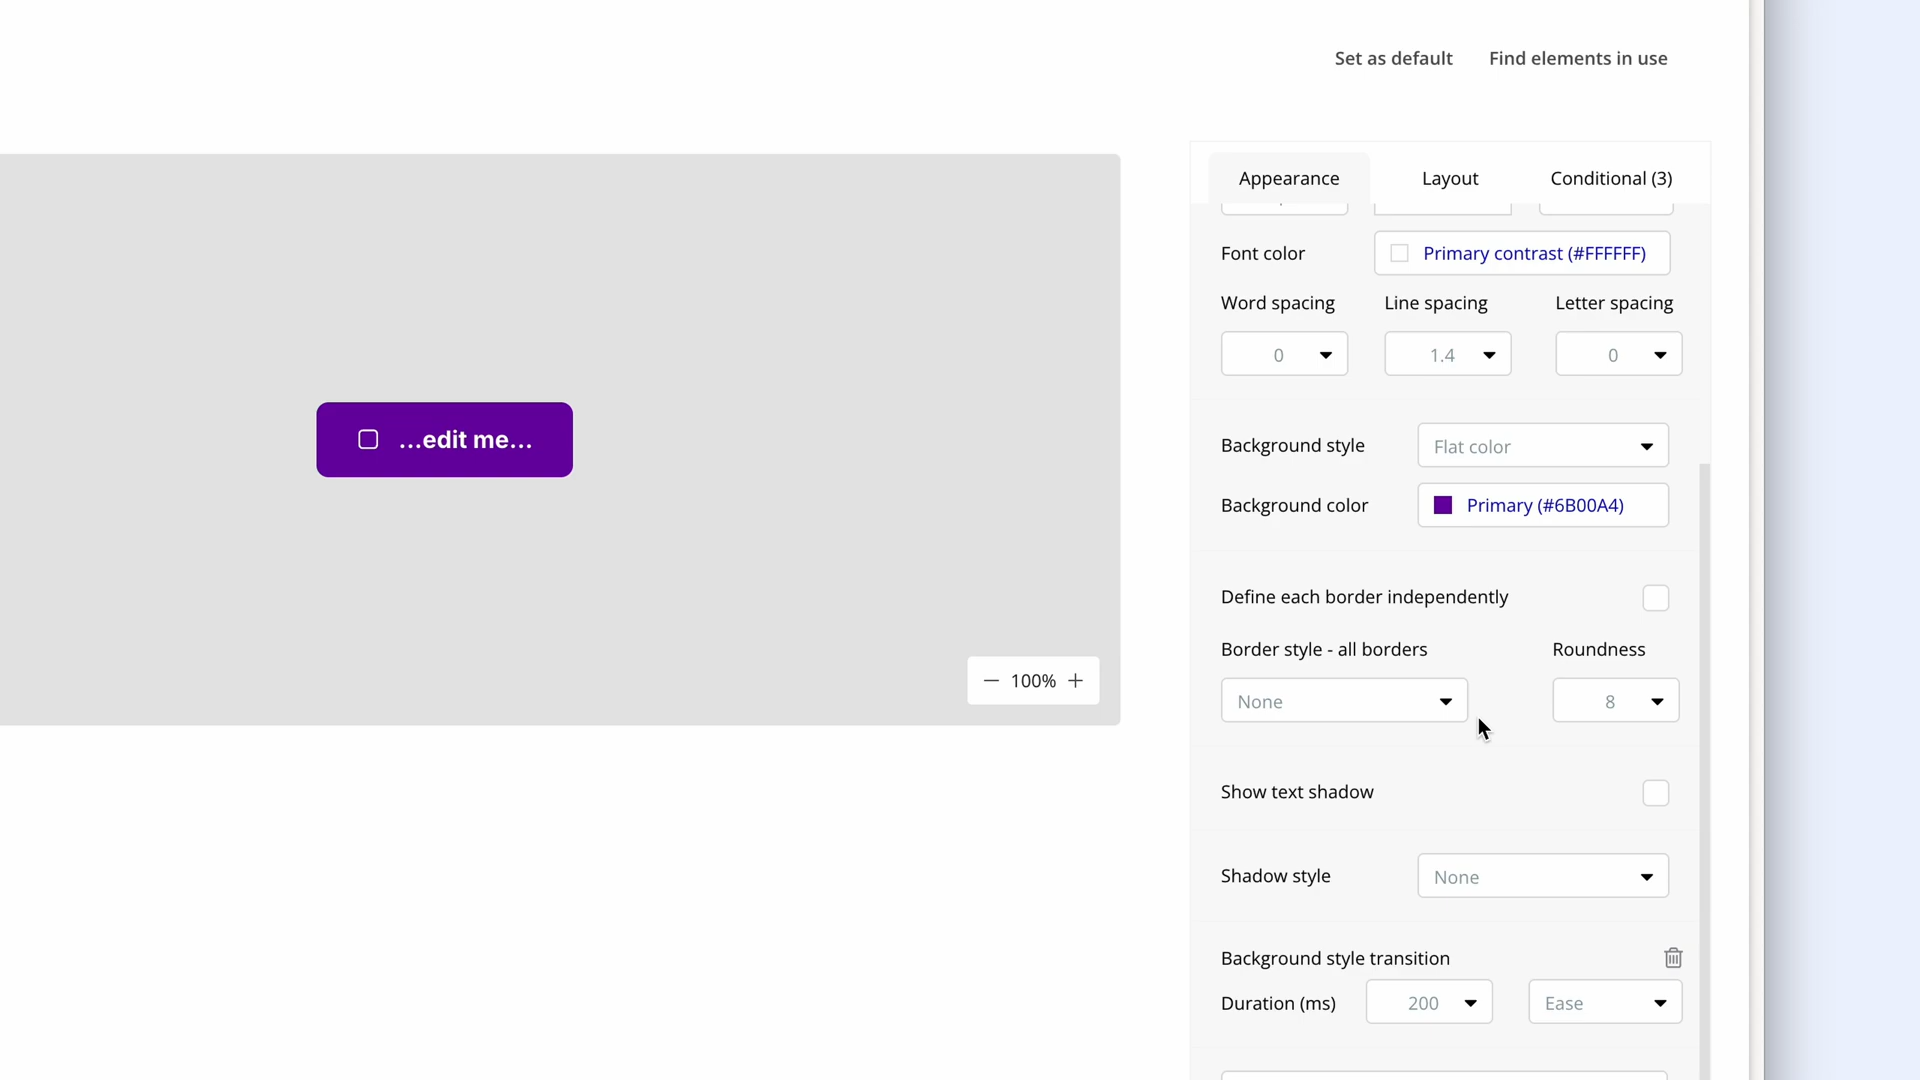 Set as default Find elements in use
Appearance Layout Conditional (3)
Font color Primary contrast (#FFFFFF)
Word spacing Line spacing Letter spacing
0 1.4 0
...edit me...
Background style Flat color
Background color Primary (#6B00A4)
Define each border independently
Border style - all borders Roundness
None 8
100%
Show text shadow
Shadow style None
Background style transition
Duration (ms) 200 Ease